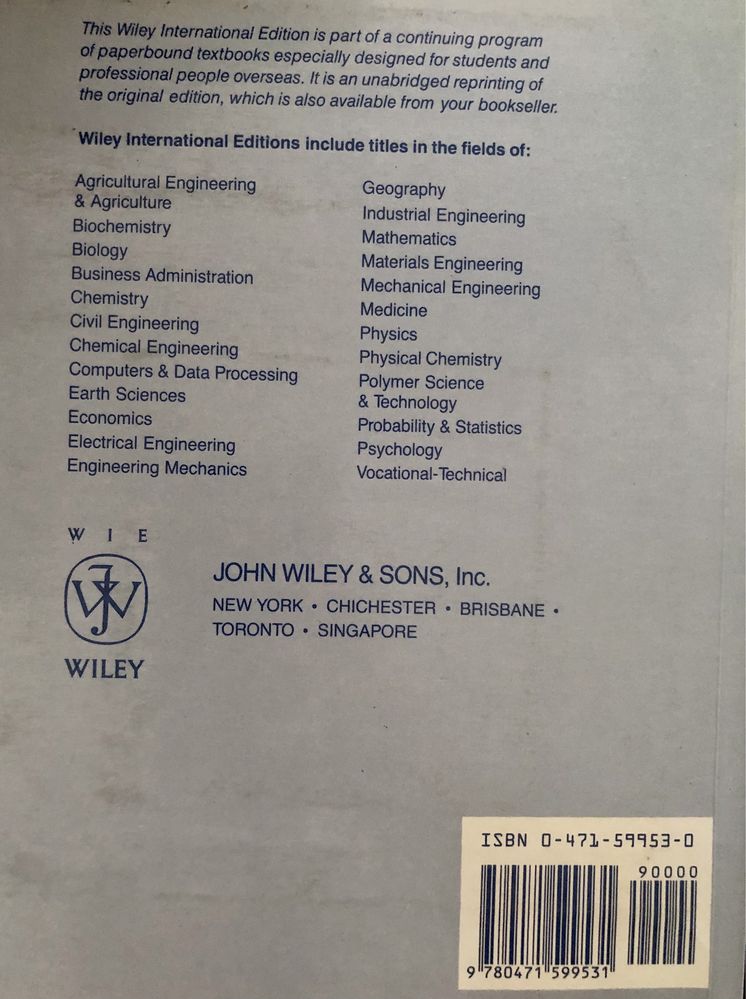 This Wiley International Edition is part of a continuing program
of paperbound textbooks especially designed for students and
professional people overseas. It is an unabridged reprinting of
the original edition, which is also available from your bookseller.
Wiley International Editions include titles in the fields of:
Agricultural Engineering
& Agriculture
Biochemistry
Biology
Business Administration
Chemistry
Civil Engineering
Chemical Engineering
Computers & Data Processing
Earth Sciences
Economics
Electrical Engineering
Engineering Mechanics
Geography
Industrial Engineering
Mathematics
Materials Engineering
Mechanical Engineering
Medicine
Physics
Physical Chemistry
Polymer Science
& Technology
Probability & Statistics
Psychology
Vocational-Technical
W I E
JW
WILEY
JOHN WILEY & SONS, Inc.
NEW YORK • CHICHESTER • BRISBANE •
TORONTO • SINGAPORE
ISBN 0-471-59953-0
90000
9 780471 599531